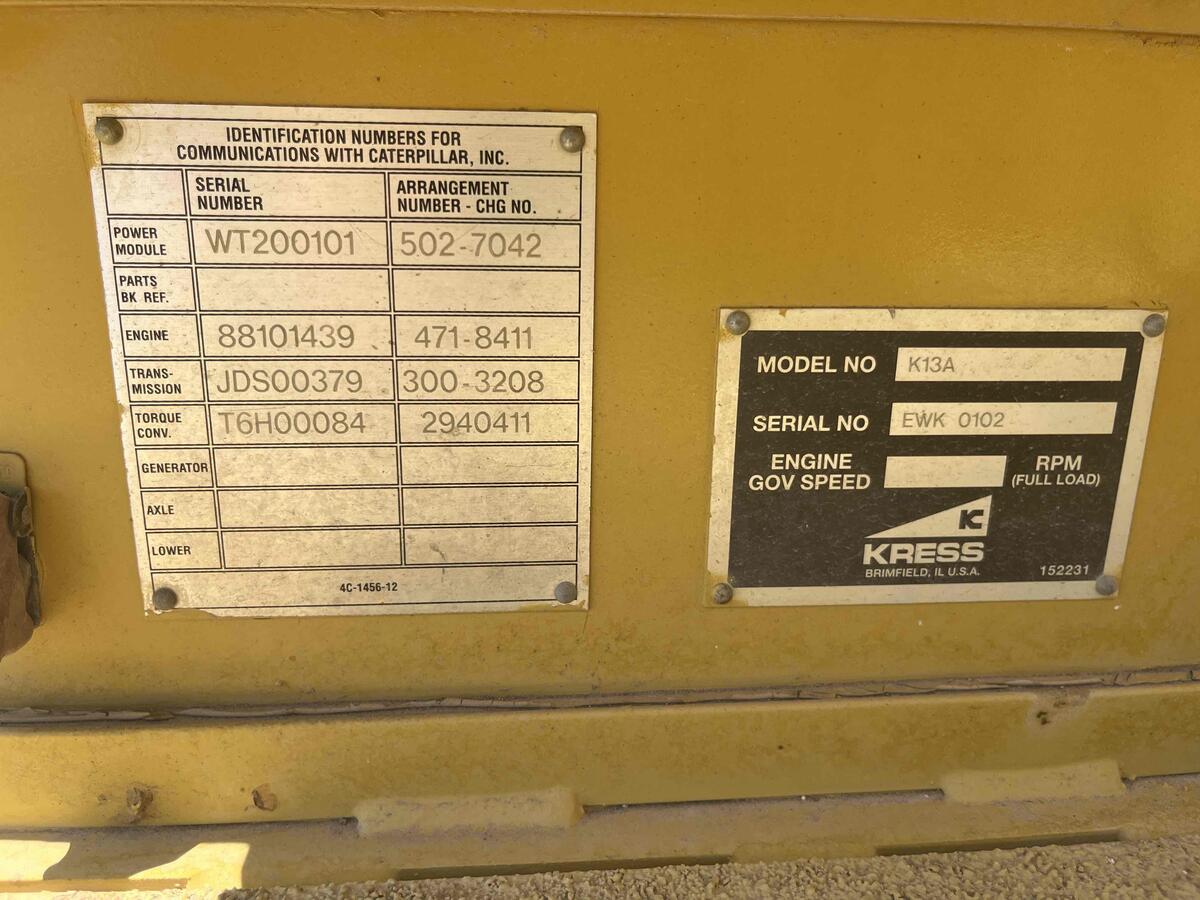 IDENTIFICATION NUMBERS FOR
COMMUNICATIONS WITH CATERPILLAR, INC.
SERIAL NUMBER ARRANGEMENT NUMBER - CHG NO.
POWER MODULE WT200101 502-7042
PARTS BK REF.
ENGINE 88101439 471-8411
TRANS-MISSION JDS00379 300-3208
TORQUE CONV. T6H00084 2940411
GENERATOR
AXLE
LOWER
4C-1456-12
MODEL NO K13A
SERIAL NO EWK 0102
ENGINE GOV SPEED RPM (FULL LOAD)
K
KRESS
BRIMFIELD, IL U.S.A.
152231